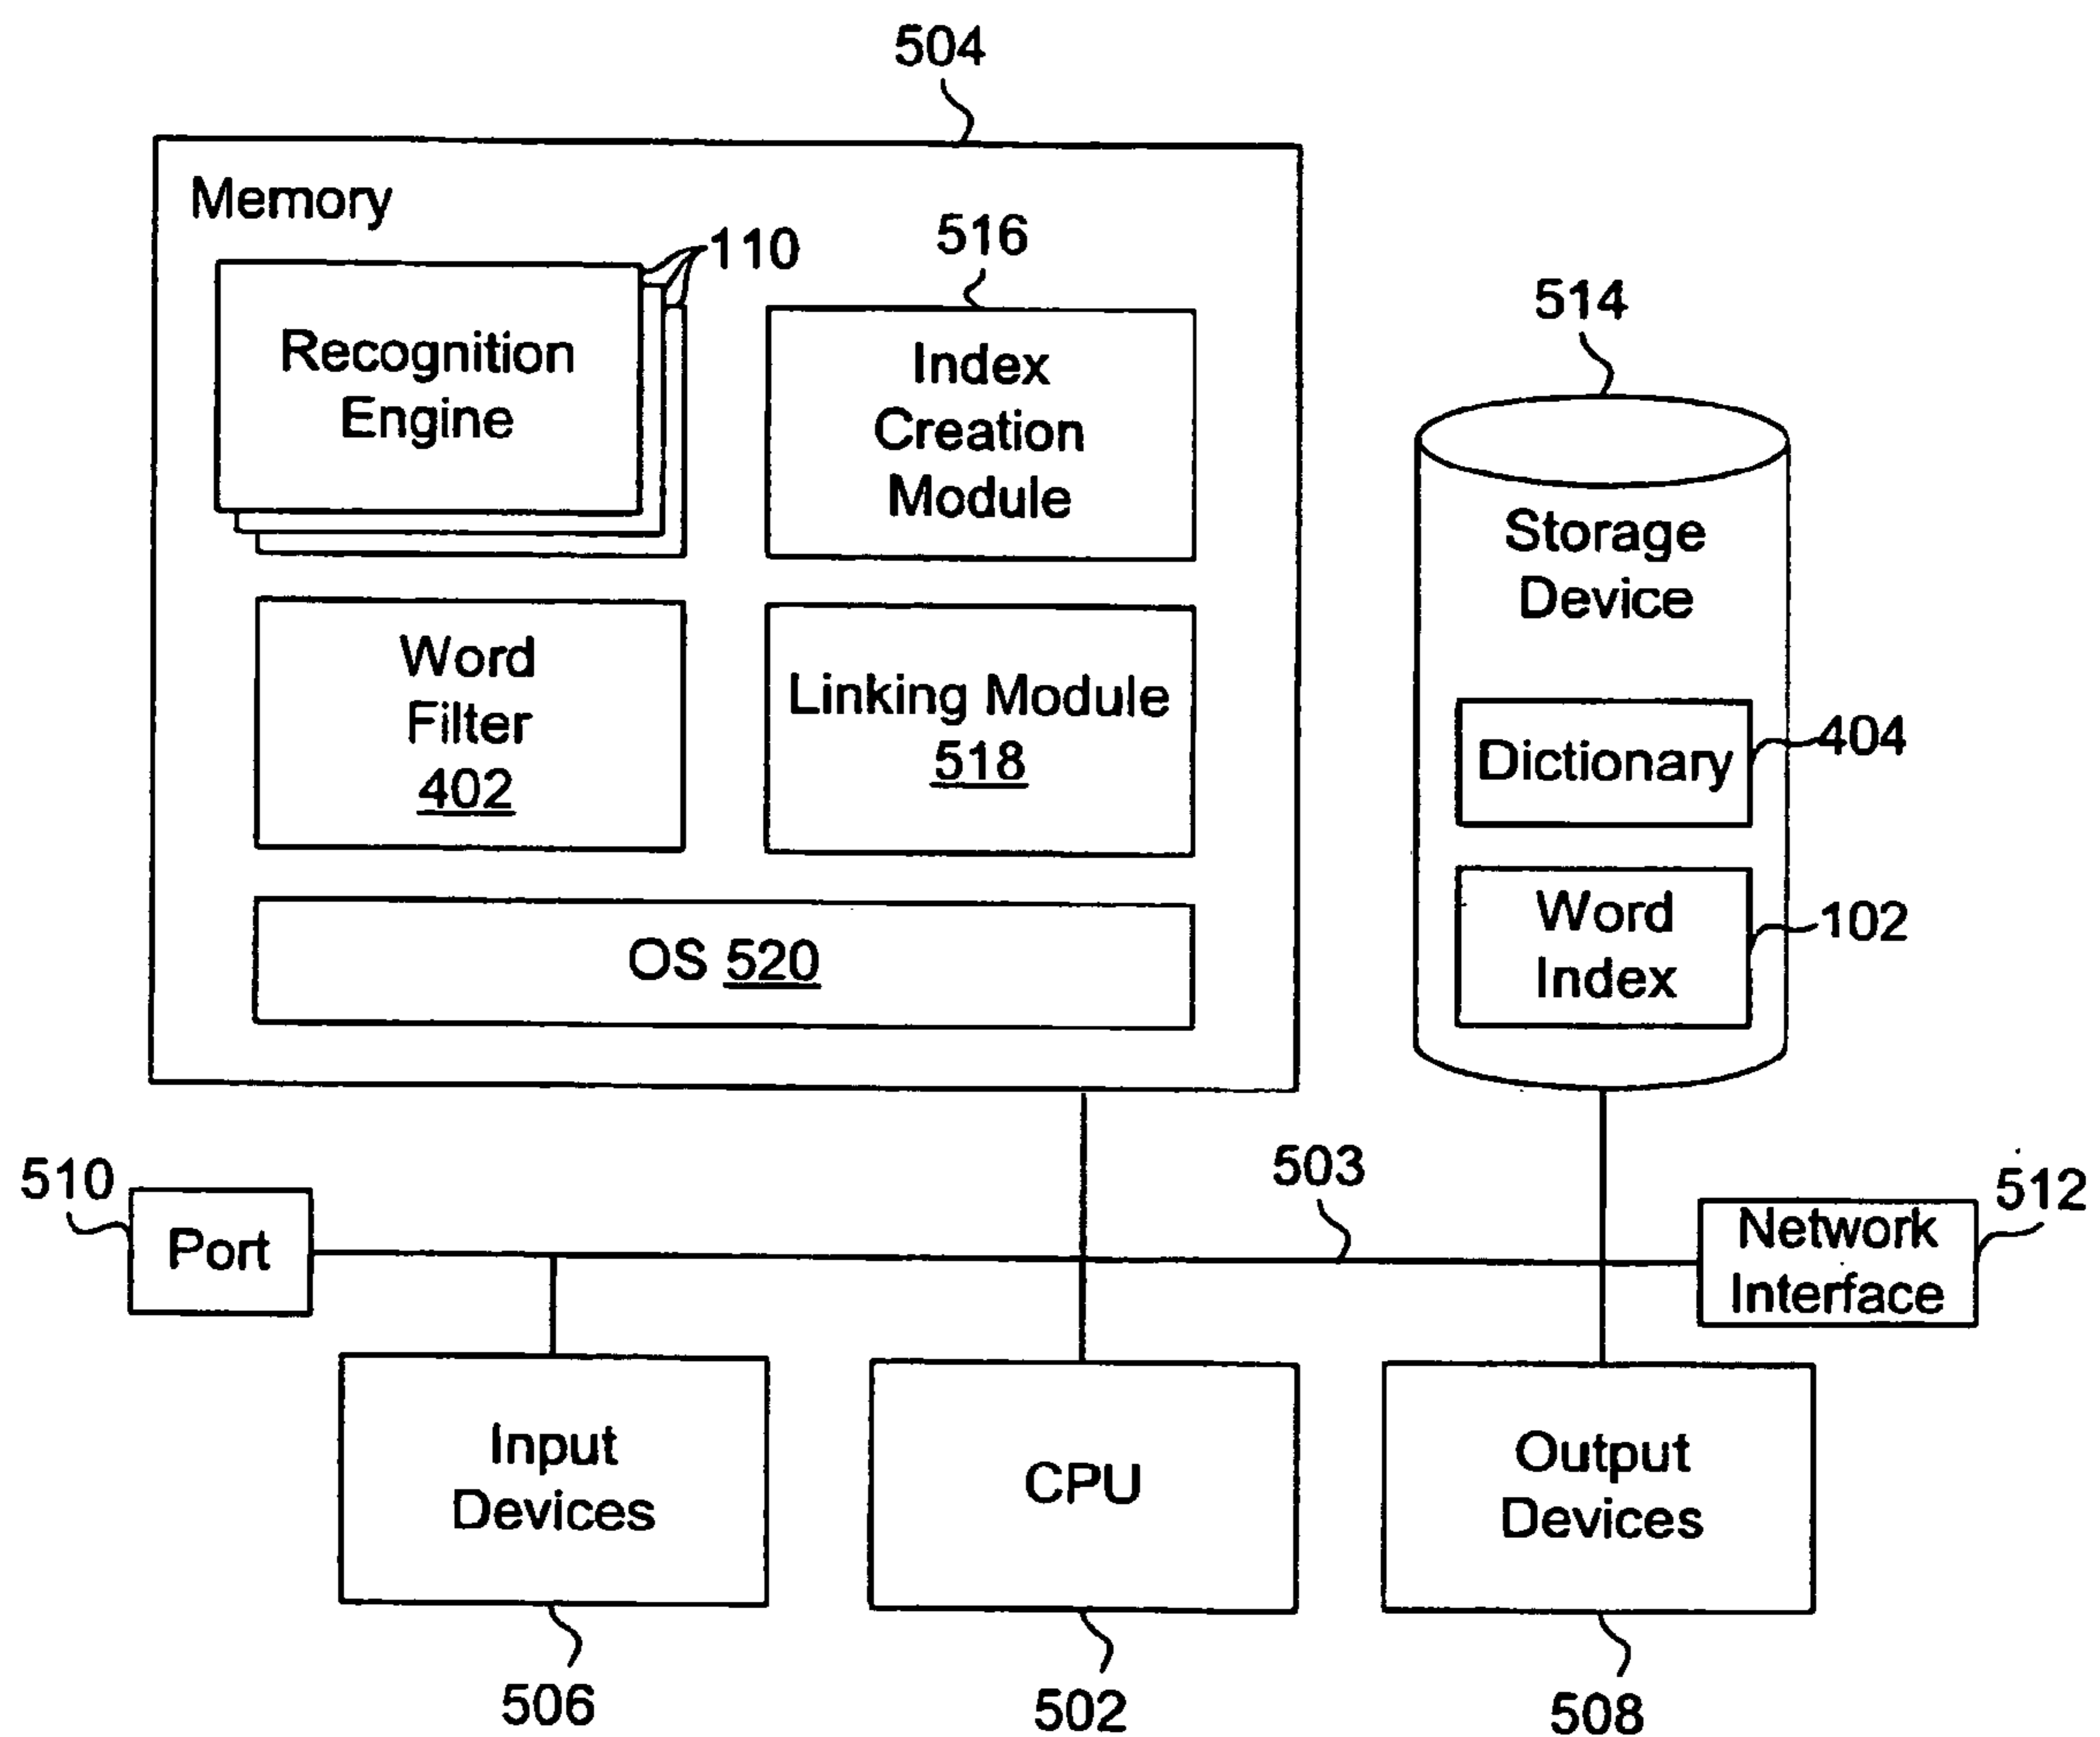 504
Memory
110
516
Recognition
Engine
Index
Creation
Module
514
Storage
Device
Word
Filter
402
Linking Module
518
Dictionary
404
Word
Index
102
OS 520
503
510
Port
Network
Interface
512
Input
Devices
CPU
Output
Devices
506
502
508